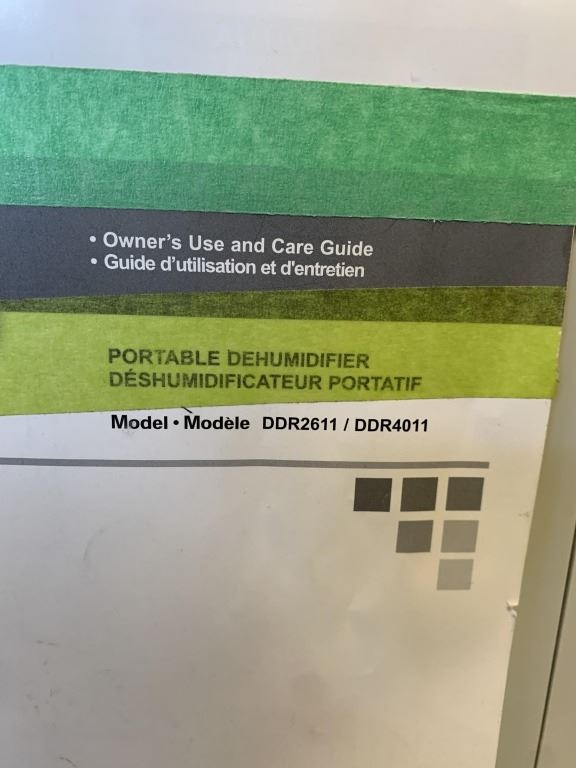 • Owner's Use and Care Guide
• Guide d'utilisation et d'entretien
PORTABLE DEHUMIDIFIER
DÉSHUMIDIFICATEUR PORTATIF
Model • Modèle DDR2611 / DDR4011